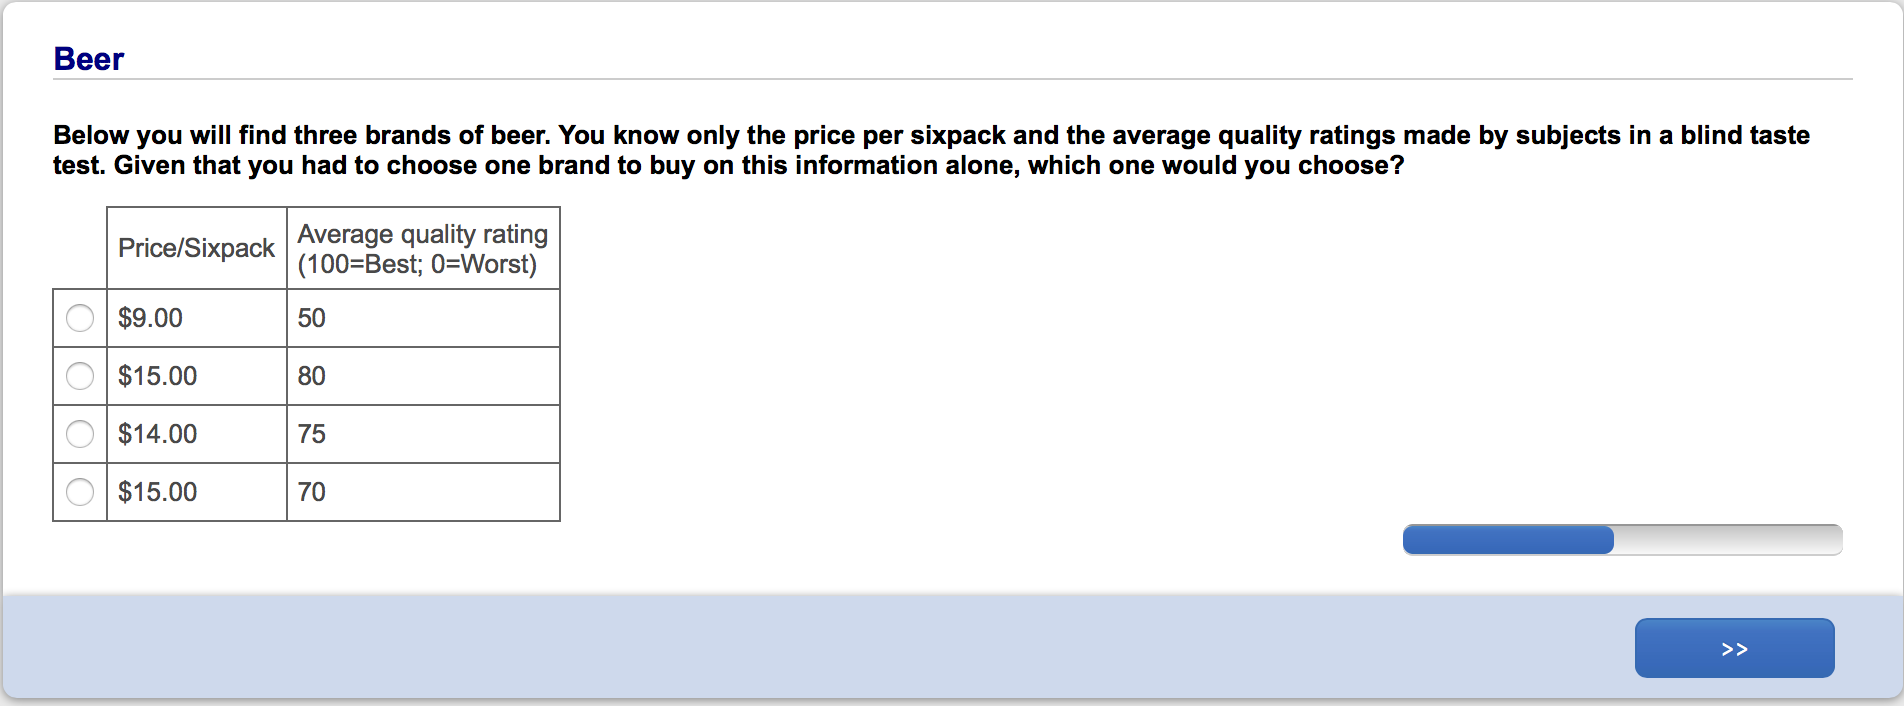 Beer
Below you will find three brands of beer. You know only the price per sixpack and the average quality ratings made by subjects in a blind taste
test. Given that you had to choose one brand to buy on this information alone, which one would you choose?
Price/Sixpack
Average quality rating
(100=Best; 0=Worst)
$9.00 50
$15.00 80
$14.00 75
$15.00 70
>>